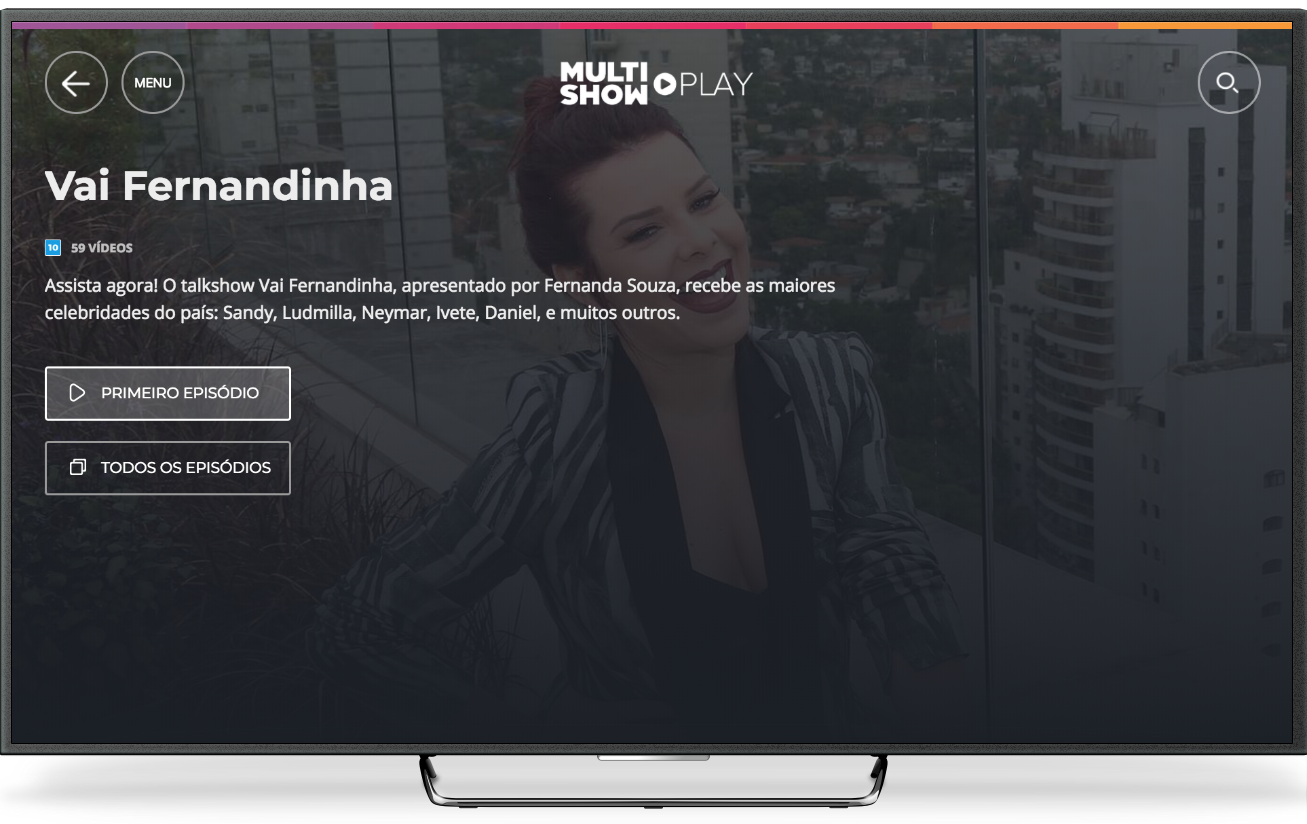 MENU
MULTI
SHOW PLAY
Vai Fernandinha
10 59 VÍDEOS
Assista agora! O talkshow Vai Fernandinha, apresentado por Fernanda Souza, recebe as maiores
celebridades do país: Sandy, Ludmilla, Neymar, Ivete, Daniel, e muitos outros.
PRIMEIRO EPISÓDIO
TODOS OS EPISÓDIOS